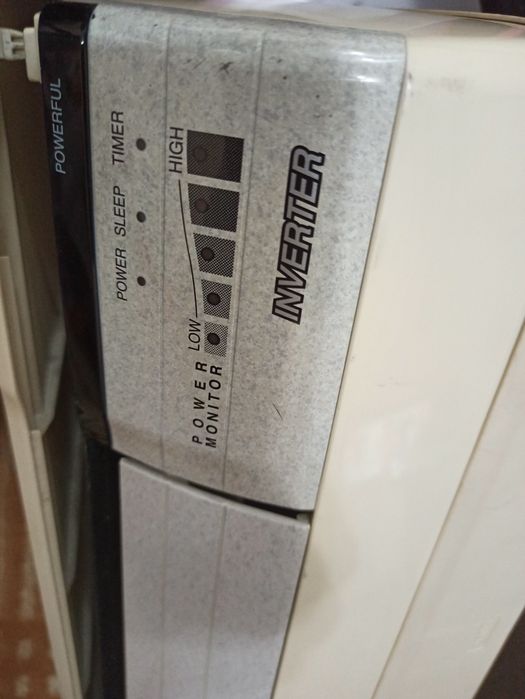 POWERFUL
POWER SLEEP TIMER
LOW HIGH
POWER
MONITOR
INVERTER